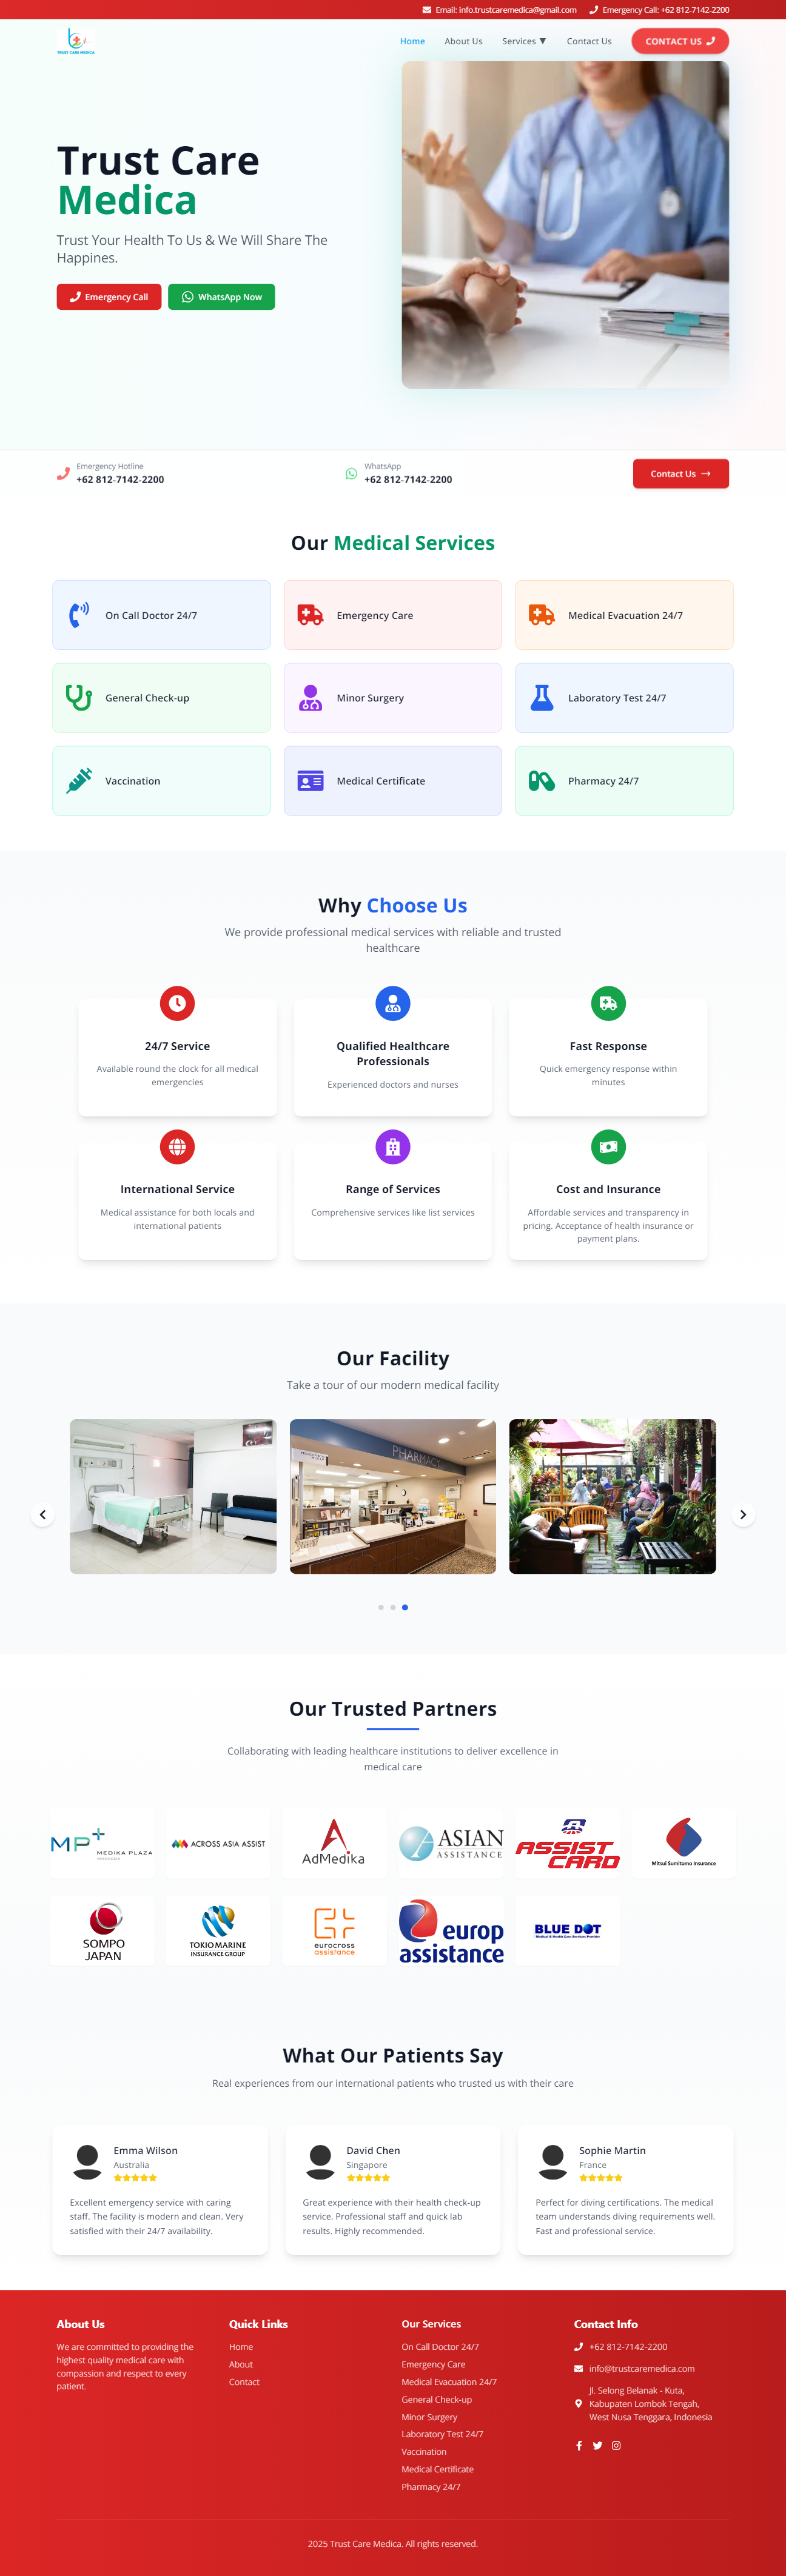 Email: info.trustcaremedica@gmail.com
Emergency Call: +62 812-7142-2200
TRUST CARE MEDICA
Home
About Us
Services ▼
Contact Us
CONTACT US
Trust Care
Medica
Trust Your Health To Us & We Will Share The
Happines.
Emergency Call
WhatsApp Now
Emergency Hotline
+62 812-7142-2200
WhatsApp
+62 812-7142-2200
Contact Us →
Our Medical Services
On Call Doctor 24/7
Emergency Care
Medical Evacuation 24/7
General Check-up
Minor Surgery
Laboratory Test 24/7
Vaccination
Medical Certificate
Pharmacy 24/7
Why Choose Us
We provide professional medical services with reliable and trusted
healthcare
24/7 Service
Available round the clock for all medical
emergencies
Qualified Healthcare
Professionals
Experienced doctors and nurses
Fast Response
Quick emergency response within
minutes
International Service
Medical assistance for both locals and
international patients
Range of Services
Comprehensive services like list services
Cost and Insurance
Affordable services and transparency in
pricing. Acceptance of health insurance or
payment plans.
Our Facility
Take a tour of our modern medical facility
PHARMACY
Our Trusted Partners
Collaborating with leading healthcare institutions to deliver excellence in
medical care
MP+
MEDIKA PLAZA
ACROSS ASIA ASSIST
AdMedika
ASIAN
ASSISTANCE
ASSIST
CARD
Mitsui Sumitomo Insurance
SOMPO
JAPAN
TOKIO MARINE
INSURANCE GROUP
eurocross
assistance
europ
assistance
BLUE DOT
Medical & Health Care Services Provider
What Our Patients Say
Real experiences from our international patients who trusted us with their care
Emma Wilson
Australia
Excellent emergency service with caring
staff. The facility is modern and clean. Very
satisfied with their 24/7 availability.
David Chen
Singapore
Great experience with their health check-up
service. Professional staff and quick lab
results. Highly recommended.
Sophie Martin
France
Perfect for diving certifications. The medical
team understands diving requirements well.
Fast and professional service.
About Us
We are committed to providing the
highest quality medical care with
compassion and respect to every
patient.
Quick Links
Home
About
Contact
Our Services
On Call Doctor 24/7
Emergency Care
Medical Evacuation 24/7
General Check-up
Minor Surgery
Laboratory Test 24/7
Vaccination
Medical Certificate
Pharmacy 24/7
Contact Info
+62 812-7142-2200
info@trustcaremedica.com
Jl. Selong Belanak - Kuta,
Kabupaten Lombok Tengah,
West Nusa Tenggara, Indonesia
2025 Trust Care Medica. All rights reserved.